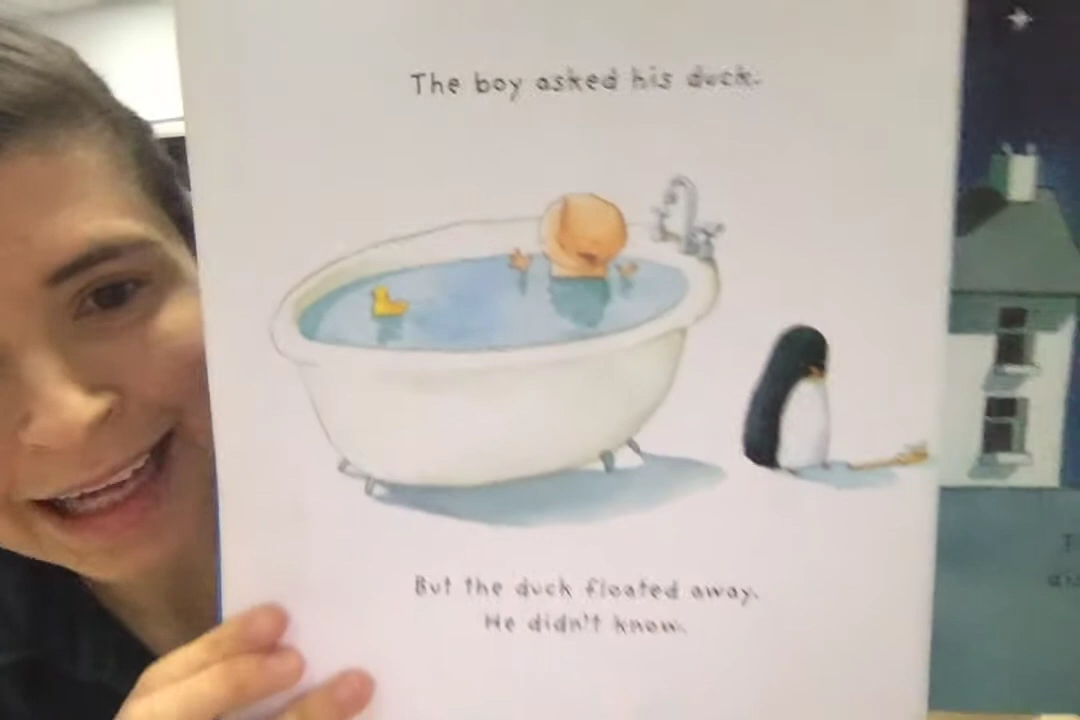 The boy asked his duck.
But the duck floated away.
He didn't know.